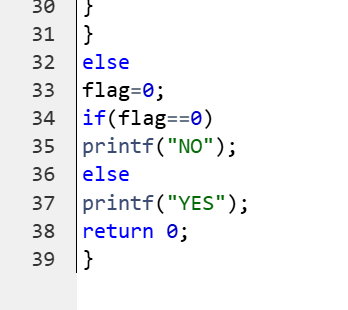 30 }
31 }
32 else
33 flag=0;
34 if(flag==0)
35 printf("NO");
36 else
37 printf("YES");
38 return 0;
39 }